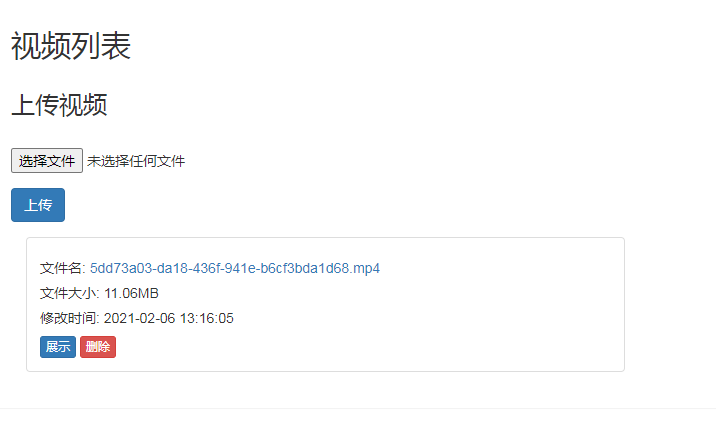 视频列表
上传视频
选择文件 未选择任何文件
上传
文件名: 5dd73a03-da18-436f-941e-b6cf3bda1d68.mp4
文件大小: 11.06MB
修改时间: 2021-02-06 13:16:05
展示 删除